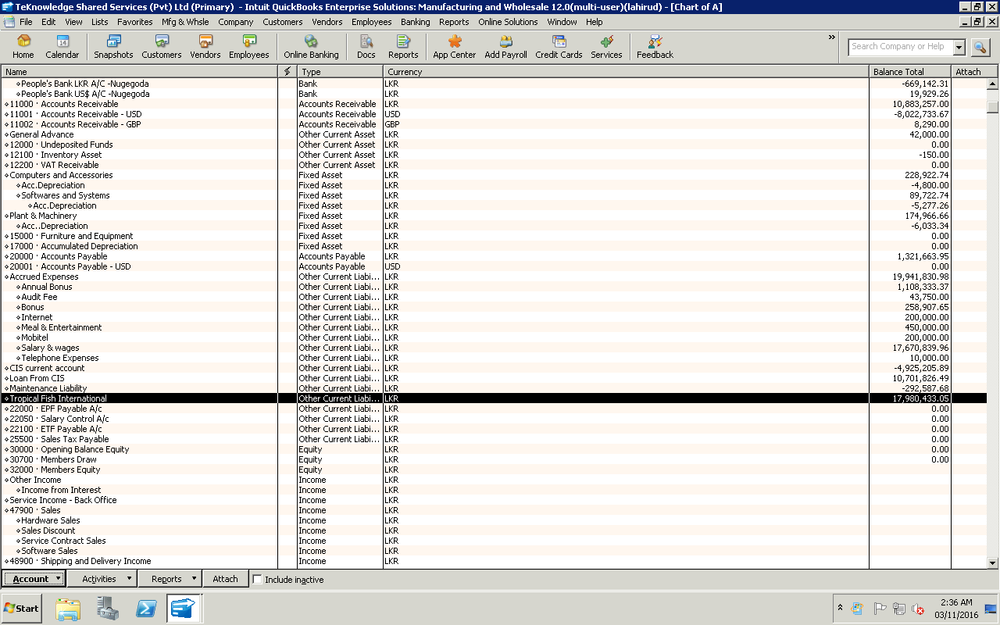 TeKnowledge Shared Services (Pvt) Ltd (Primary) - Intuit QuickBooks Enterprise Solutions: Manufacturing and Wholesale 12.0(multi-user)(lahirud) - [Chart of A]
File Edit View Lists Favorites Mfg & Whsle Company Customers Vendors Employees Banking Reports Online Solutions Window Help
Home Calendar Snapshots Customers Vendors Employees Online Banking Docs Reports App Center Add Payroll Credit Cards Services Feedback » Search Company or Help
Name Type Currency Balance Total Attach
People's Bank LKR A/C -Nugegoda Bank LKR -669,142.31
People's Bank US$ A/C -Nugegoda Bank LKR 19,929.26
11000 · Accounts Receivable Accounts Receivable LKR 10,883,257.00
11001 · Accounts Receivable - USD Accounts Receivable USD -8,022,733.67
11002 · Accounts Receivable - GBP Accounts Receivable GBP 8,290.00
General Advance Other Current Asset LKR 42,000.00
12000 · Undeposited Funds Other Current Asset LKR 0.00
12100 · Inventory Asset Other Current Asset LKR -150.00
12200 · VAT Receivable Other Current Asset LKR 0.00
Computers and Accessories Fixed Asset LKR 228,922.74
Acc.Depreciation Fixed Asset LKR -4,800.00
Softwares and Systems Fixed Asset LKR 89,722.74
Acc.Depreciation Fixed Asset LKR -5,277.26
Plant & Machinery Fixed Asset LKR 174,966.66
Acc..Depreciation Fixed Asset LKR -6,033.34
15000 · Furniture and Equipment Fixed Asset LKR 0.00
17000 · Accumulated Depreciation Fixed Asset LKR 0.00
20000 · Accounts Payable Accounts Payable LKR 1,321,663.95
20001 · Accounts Payable - USD Accounts Payable USD 0.00
Accrued Expenses Other Current Liabi... LKR 19,941,830.98
Annual Bonus Other Current Liabi... LKR 1,108,333.37
Audit Fee Other Current Liabi... LKR 43,750.00
Bonus Other Current Liabi... LKR 258,907.65
Internet Other Current Liabi... LKR 200,000.00
Meal & Entertainment Other Current Liabi... LKR 450,000.00
Mobitel Other Current Liabi... LKR 200,000.00
Salary & wages Other Current Liabi... LKR 17,670,839.96
Telephone Expenses Other Current Liabi... LKR 10,000.00
CIS current account Other Current Liabi... LKR -4,925,205.89
Loan From CIS Other Current Liabi... LKR 10,701,826.49
Maintenance Liability Other Current Liabi... LKR -292,587.68
Tropical Fish International Other Current Liabi... LKR 17,980,433.05
22000 · EPF Payable A/c Other Current Liabi... LKR 0.00
22050 · Salary Control A/c Other Current Liabi... LKR 0.00
22100 · ETF Payable A/c Other Current Liabi... LKR 0.00
25500 · Sales Tax Payable Other Current Liabi... LKR 0.00
30000 · Opening Balance Equity Equity LKR 0.00
30700 · Members Draw Equity LKR 0.00
32000 · Members Equity Equity LKR
Other Income Income LKR
Income from Interest Income LKR
Service Income - Back Office Income LKR
47900 · Sales Income LKR
Hardware Sales Income LKR
Sales Discount Income LKR
Service Contract Sales Income LKR
Software Sales Income LKR
48900 · Shipping and Delivery Income Income LKR
Account Activities Reports Attach Include inactive
Start 2:36 AM
03/11/2016